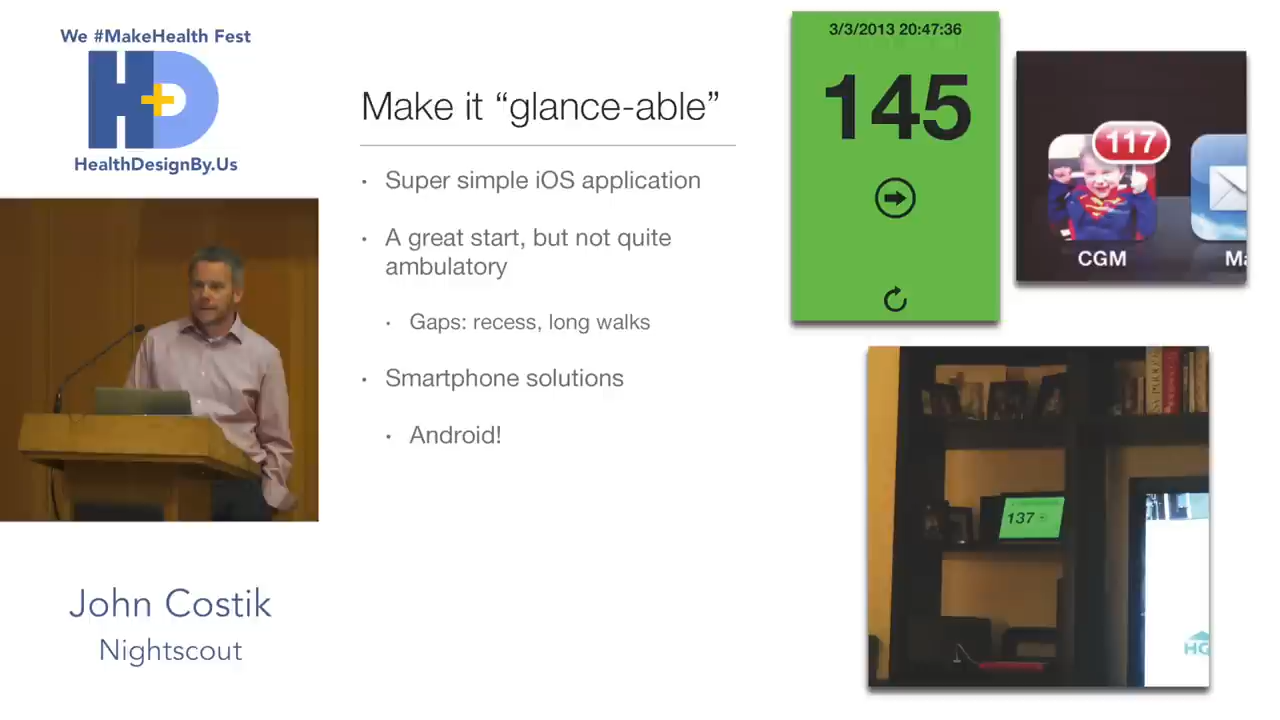 We #MakeHealth Fest
H+D
HealthDesignBy.Us
John Costik
Nightscout
Make it “glance-able”
• Super simple iOS application
• A great start, but not quite
ambulatory
• Gaps: recess, long walks
• Smartphone solutions
• Android!
3/3/2013 20:47:36
145
117
CGM
Ma
137
HG